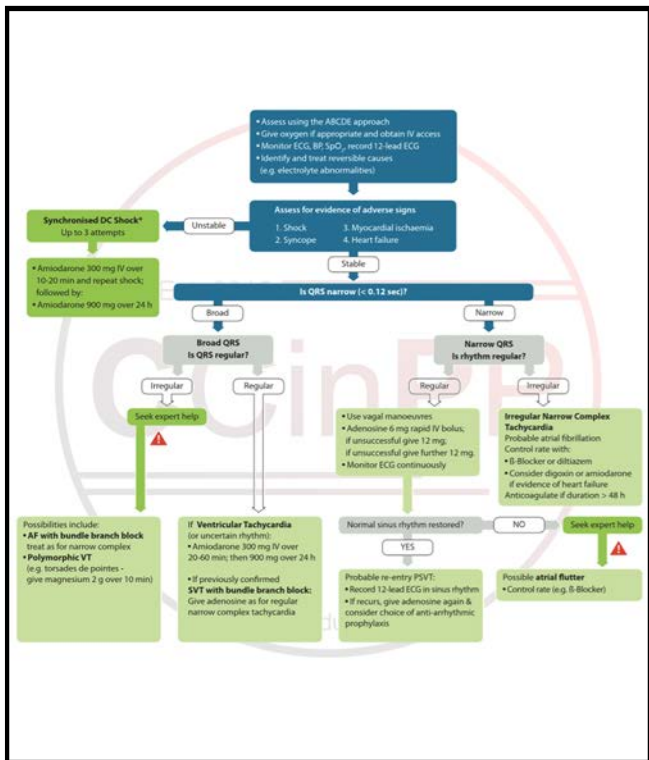 • Assess using the ABCDE approach
• Give oxygen if appropriate and obtain IV access
• Monitor ECG, BP, SpO₂, record 12-lead ECG
• Identify and treat reversible causes
(e.g. electrolyte abnormalities)
Synchronised DC Shock*
Up to 3 attempts
Unstable
Assess for evidence of adverse signs
1. Shock 3. Myocardial ischaemia
2. Syncope 4. Heart failure
• Amiodarone 300 mg IV over
10-20 min and repeat shock;
followed by:
• Amiodarone 900 mg over 24 h
Stable
Is QRS narrow (< 0.12 sec)?
Broad
Narrow
Broad QRS
Is QRS regular?
Narrow QRS
Is rhythm regular?
CCinPP
Irregular
Regular
Regular
Irregular
Seek expert help
• Use vagal manoeuvres
• Adenosine 6 mg rapid IV bolus;
if unsuccessful give 12 mg;
if unsuccessful give further 12 mg.
• Monitor ECG continuously
Irregular Narrow Complex
Tachycardia
Probable atrial fibrillation
Control rate with:
• ß-Blocker or diltiazem
• Consider digoxin or amiodarone
if evidence of heart failure
Anticoagulate if duration > 48 h
Possibilities include:
• AF with bundle branch block
treat as for narrow complex
• Polymorphic VT
(e.g. torsades de pointes -
give magnesium 2 g over 10 min)
If Ventricular Tachycardia
(or uncertain rhythm):
• Amiodarone 300 mg IV over
20-60 min; then 900 mg over 24 h
• If previously confirmed
SVT with bundle branch block:
Give adenosine as for regular
narrow complex tachycardia
Normal sinus rhythm restored?
NO
Seek expert help
YES
Probable re-entry PSVT:
• Record 12-lead ECG in sinus rhythm
• If recurs, give adenosine again &
consider choice of anti-arrhythmic
prophylaxis
Possible atrial flutter
• Control rate (e.g. ß-Blocker)